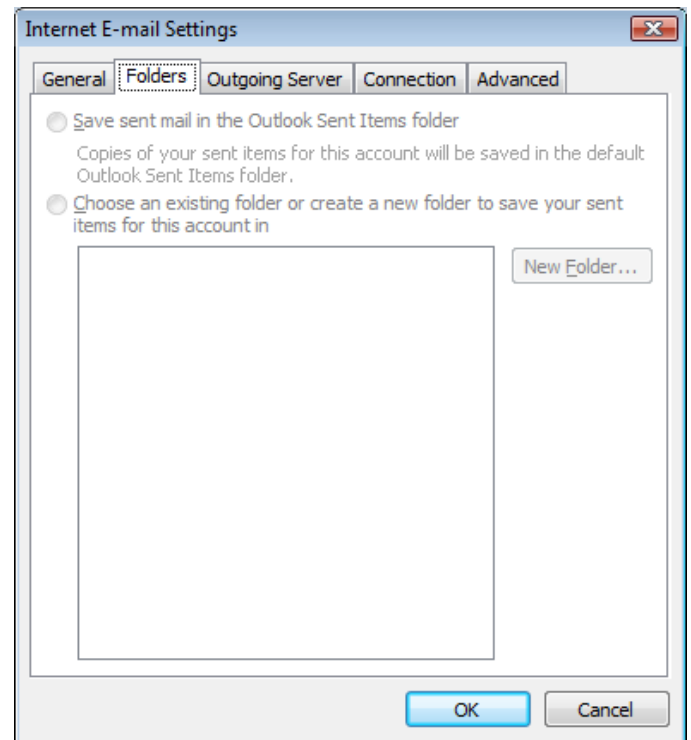 Internet E-mail Settings
General Folders Outgoing Server Connection Advanced
Save sent mail in the Outlook Sent Items folder
Copies of your sent items for this account will be saved in the default
Outlook Sent Items folder.
Choose an existing folder or create a new folder to save your sent
items for this account in
New Folder...
OK Cancel